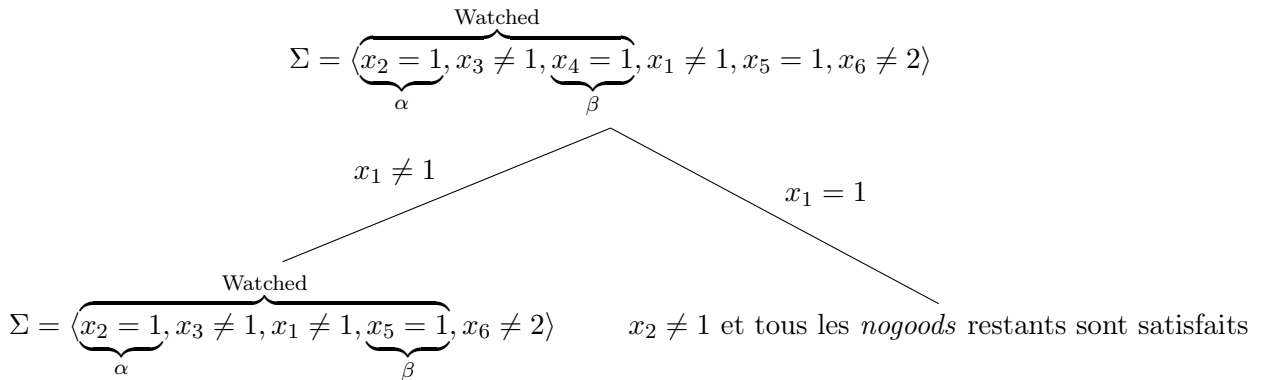 Watched
Σ = ⟨x₂ = 1, x₃ ≠ 1, x₄ = 1, x₁ ≠ 1, x₅ = 1, x₆ ≠ 2⟩
α β
x₁ ≠ 1
x₁ = 1
Watched
Σ = ⟨x₂ = 1, x₃ ≠ 1, x₁ ≠ 1, x₅ = 1, x₆ ≠ 2⟩ x₂ ≠ 1 et tous les nogoods restants sont satisfaits
α β